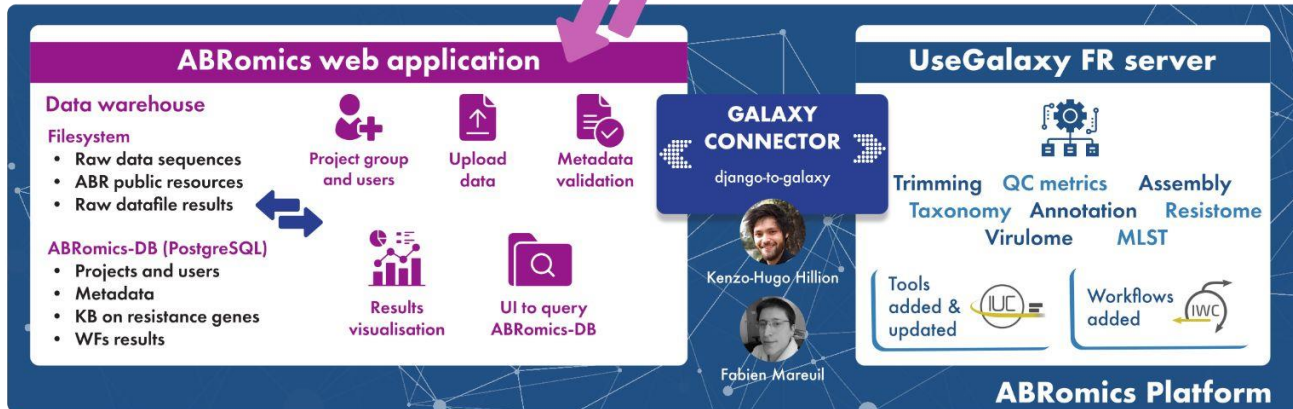 ABRomics web application
Data warehouse
Filesystem
• Raw data sequences
• ABR public resources
• Raw datafile results
ABRomics-DB (PostgreSQL)
• Projects and users
• Metadata
• KB on resistance genes
• WFs results
Project group
and users
Upload
data
Metadata
validation
Results
visualisation
UI to query
ABRomics-DB
GALAXY
CONNECTOR
django-to-galaxy
Kenzo-Hugo Hillion
Fabien Mareuil
UseGalaxy FR server
Trimming QC metrics Assembly
Taxonomy Annotation Resistome
Virulome MLST
Tools
added &
updated
IUC
Workflows
added
IWC
ABRomics Platform